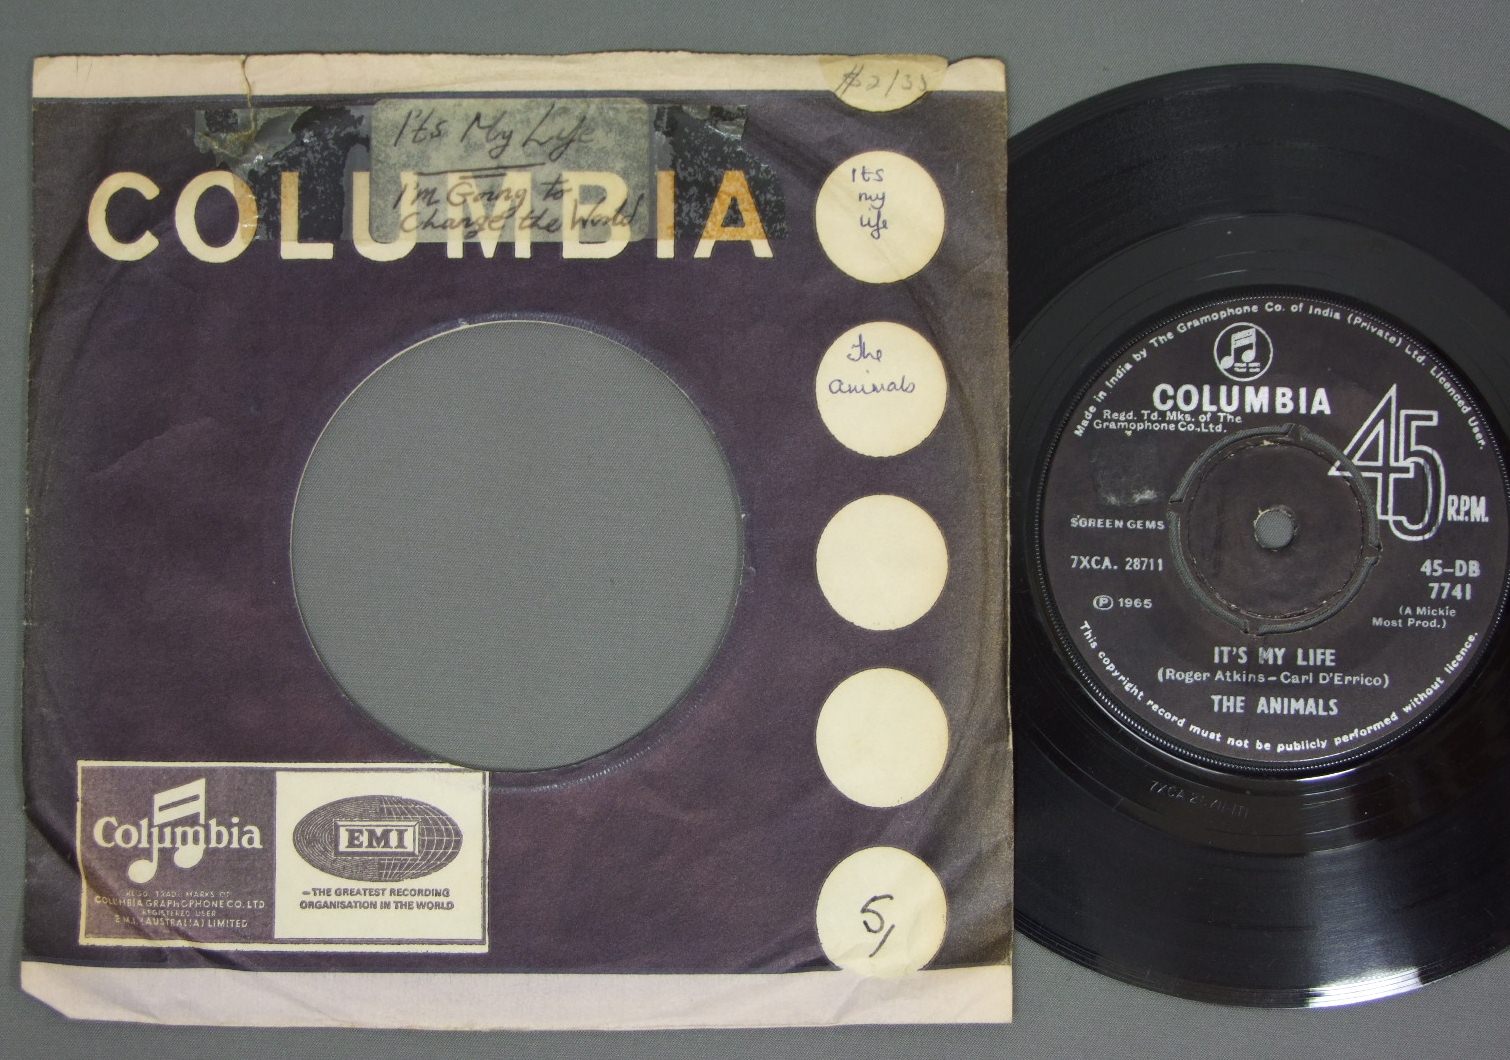 $2/35
It's My Life
I'm Going to
Change the World
COLUMBIA
Its
my
life
The
animals
5,
Columbia
REGD. TRADE MARKS OF
COLUMBIA GRAPHOPHONE CO. LTD
REGISTERED USER
E.M.I. (AUSTRALIA) LIMITED
EMI
—THE GREATEST RECORDING
ORGANISATION IN THE WORLD
Made in India by The Gramophone Co. of India (Private) Ltd. Licenced User.
COLUMBIA
Regd. Td. Mks. of The
Gramophone Co., Ltd.
45 R.P.M.
SGREEN GEMS
7XCA. 28711
Ⓟ 1965
45-DB
7741
(A Mickie
Most Prod.)
IT'S MY LIFE
(Roger Atkins-Carl D'Errico)
THE ANIMALS
This copyright record must not be publicly performed without licence.